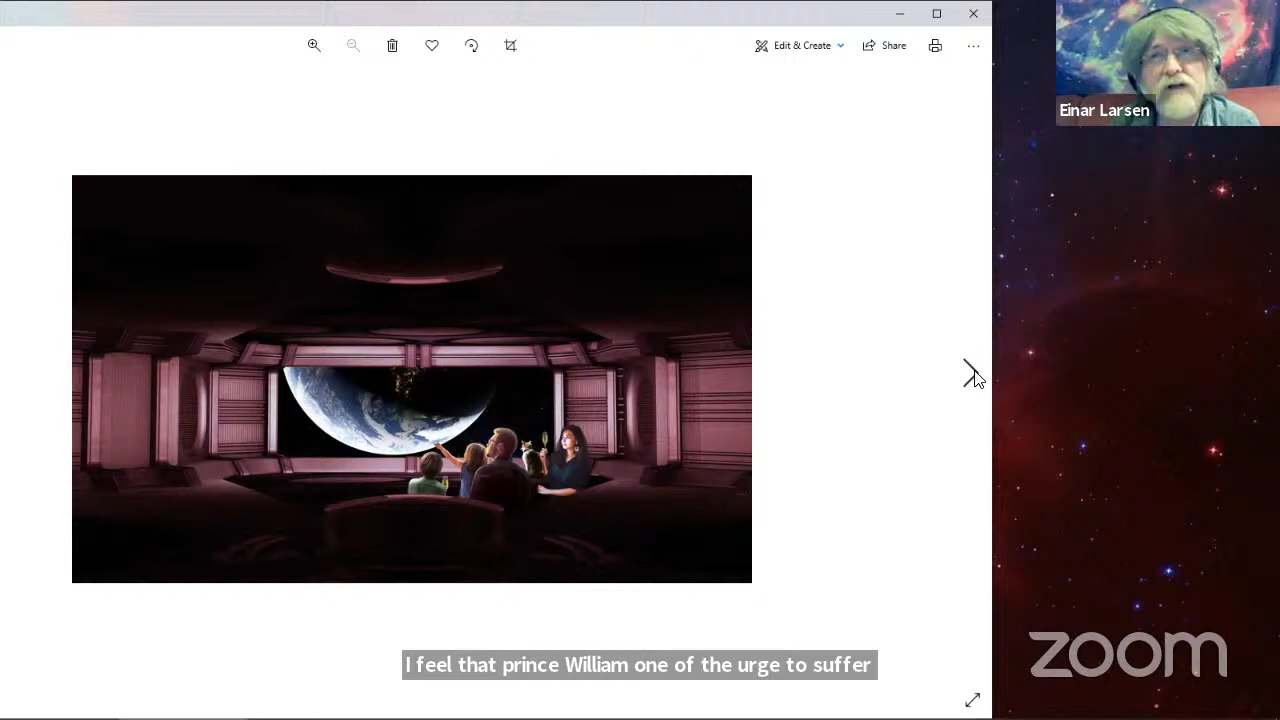 Edit & Create
Share
Einar Larsen
I feel that prince William one of the urge to suffer
zoom